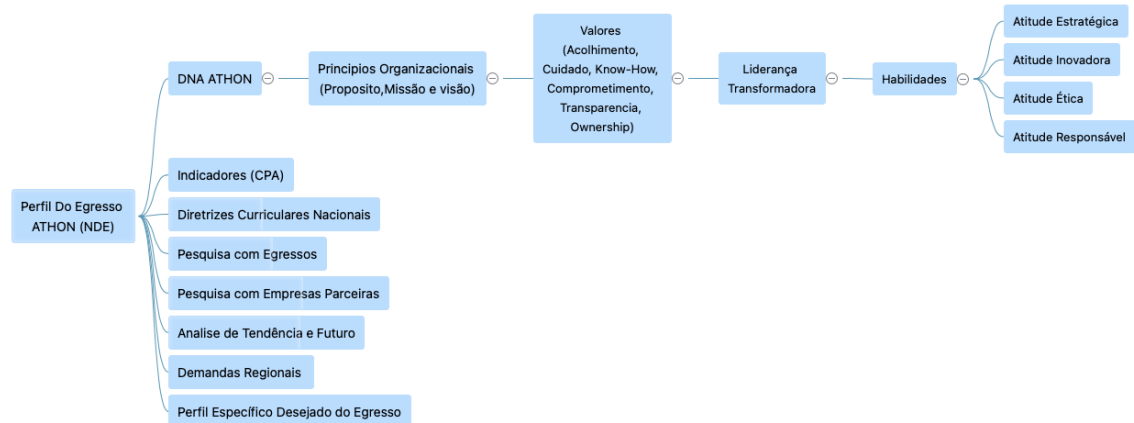 Perfil Do Egresso
ATHON (NDE)
DNA ATHON
Principios Organizacionais
(Proposito,Missão e visão)
Valores
(Acolhimento,
Cuidado, Know-How,
Comprometimento,
Transparencia,
Ownership)
Liderança
Transformadora
Habilidades
Atitude Estratégica
Atitude Inovadora
Atitude Ética
Atitude Responsável
Indicadores (CPA)
Diretrizes Curriculares Nacionais
Pesquisa com Egressos
Pesquisa com Empresas Parceiras
Analise de Tendência e Futuro
Demandas Regionais
Perfil Específico Desejado do Egresso